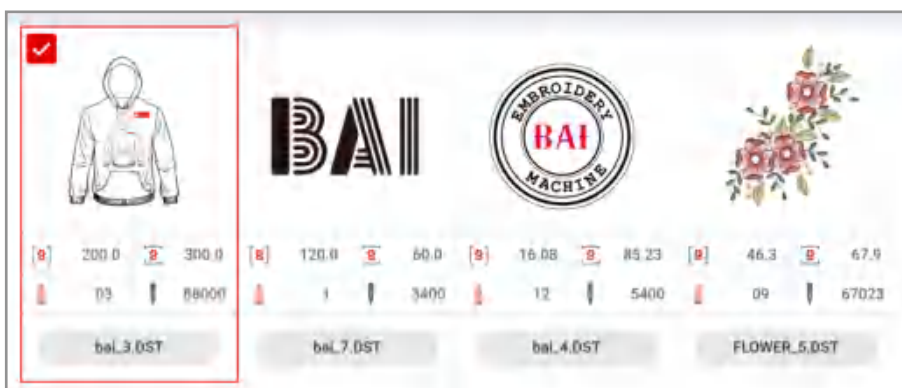 BAI
EMBROIDERY
BAI
MACHINE
200.0 300.0 120.0 60.0 16.08 85.23 46.3 67.9
03 88000 1 3400 12 5400 09 67023
bai_3.DST bai_7.DST bai_4.DST FLOWER_5.DST